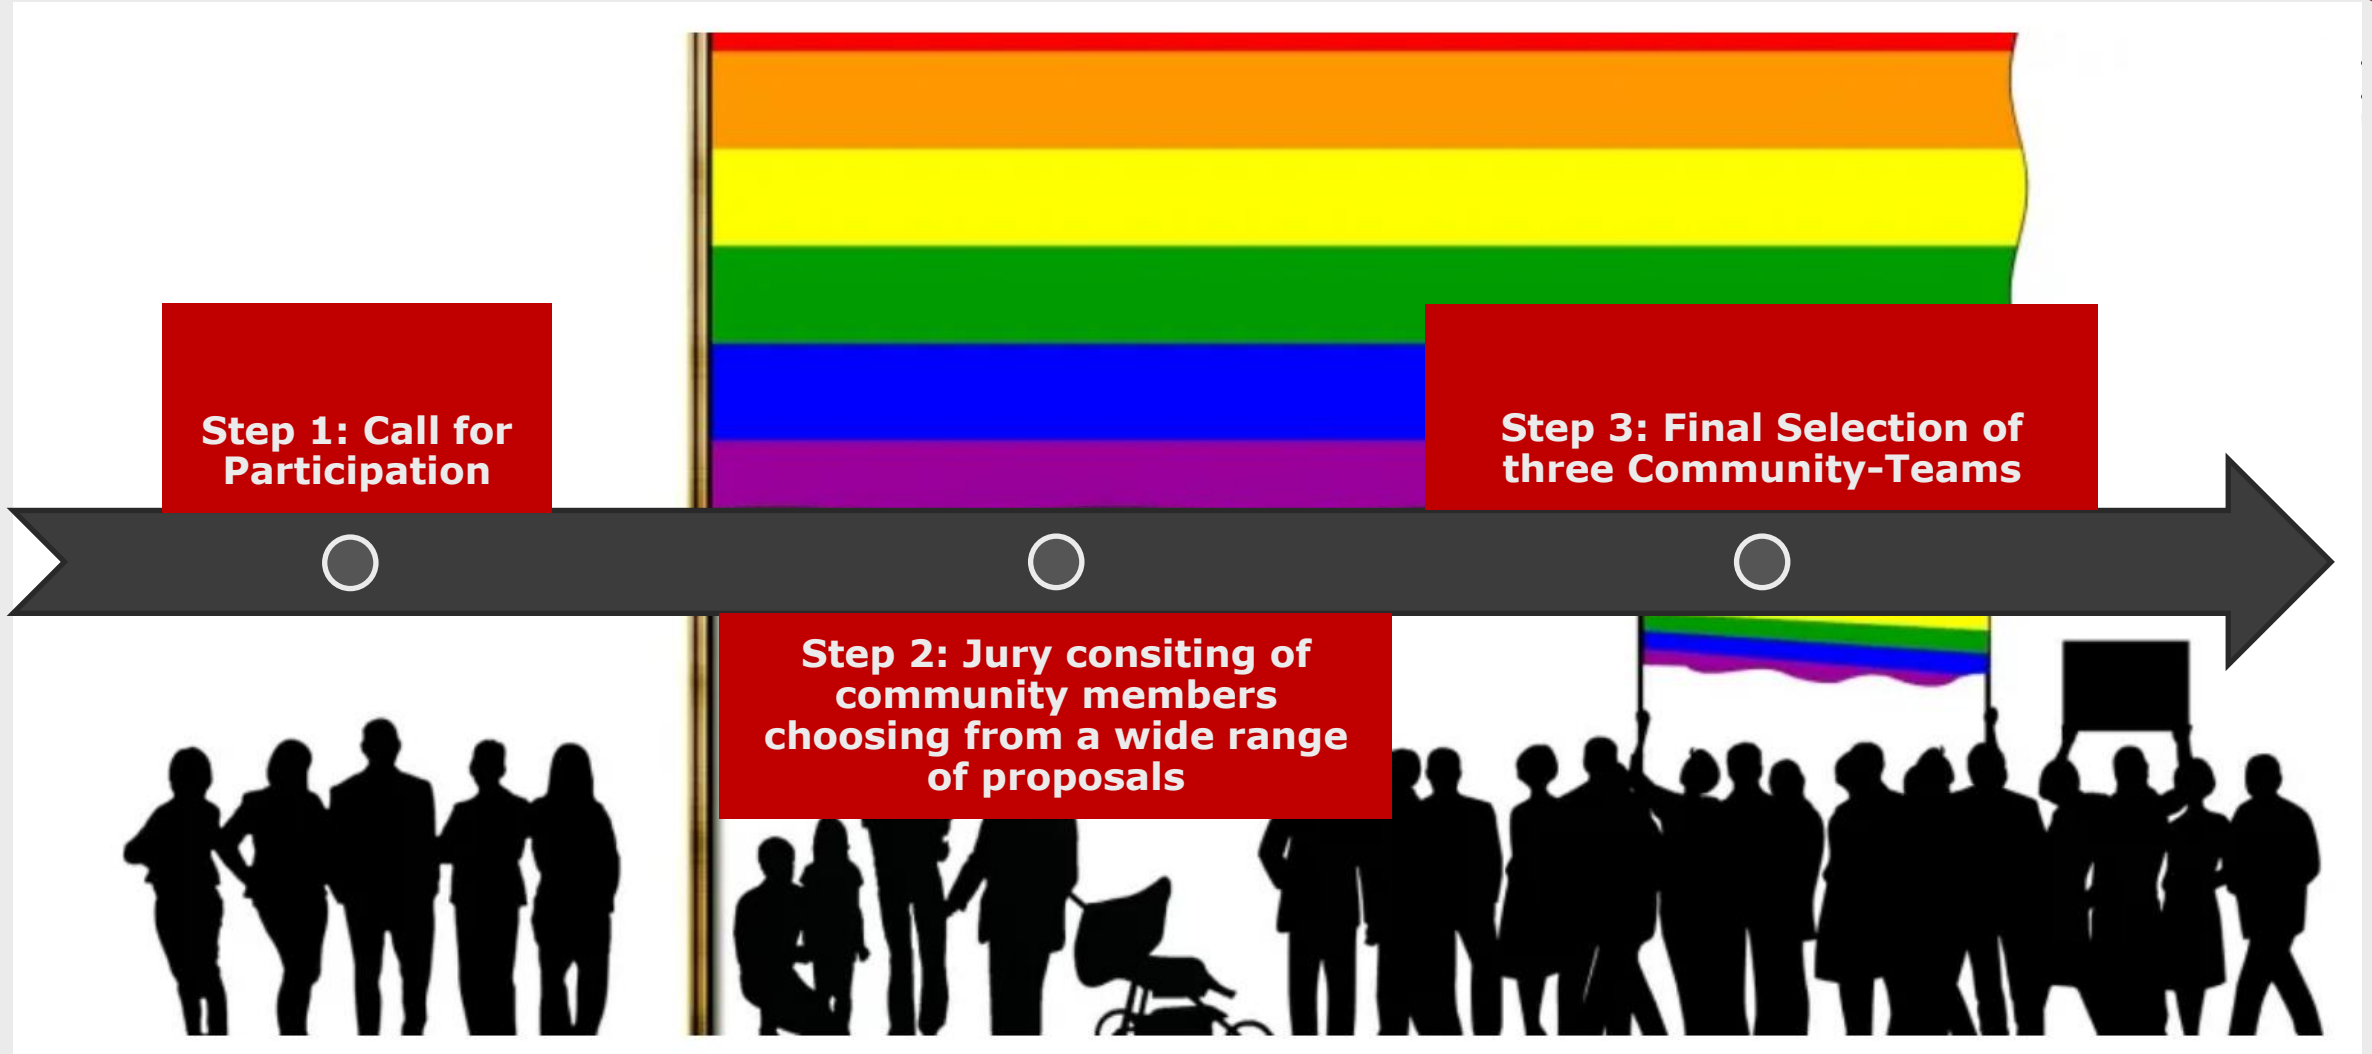 Step 1: Call for
Participation
Step 2: Jury consiting of
community members
choosing from a wide range
of proposals
Step 3: Final Selection of
three Community-Teams